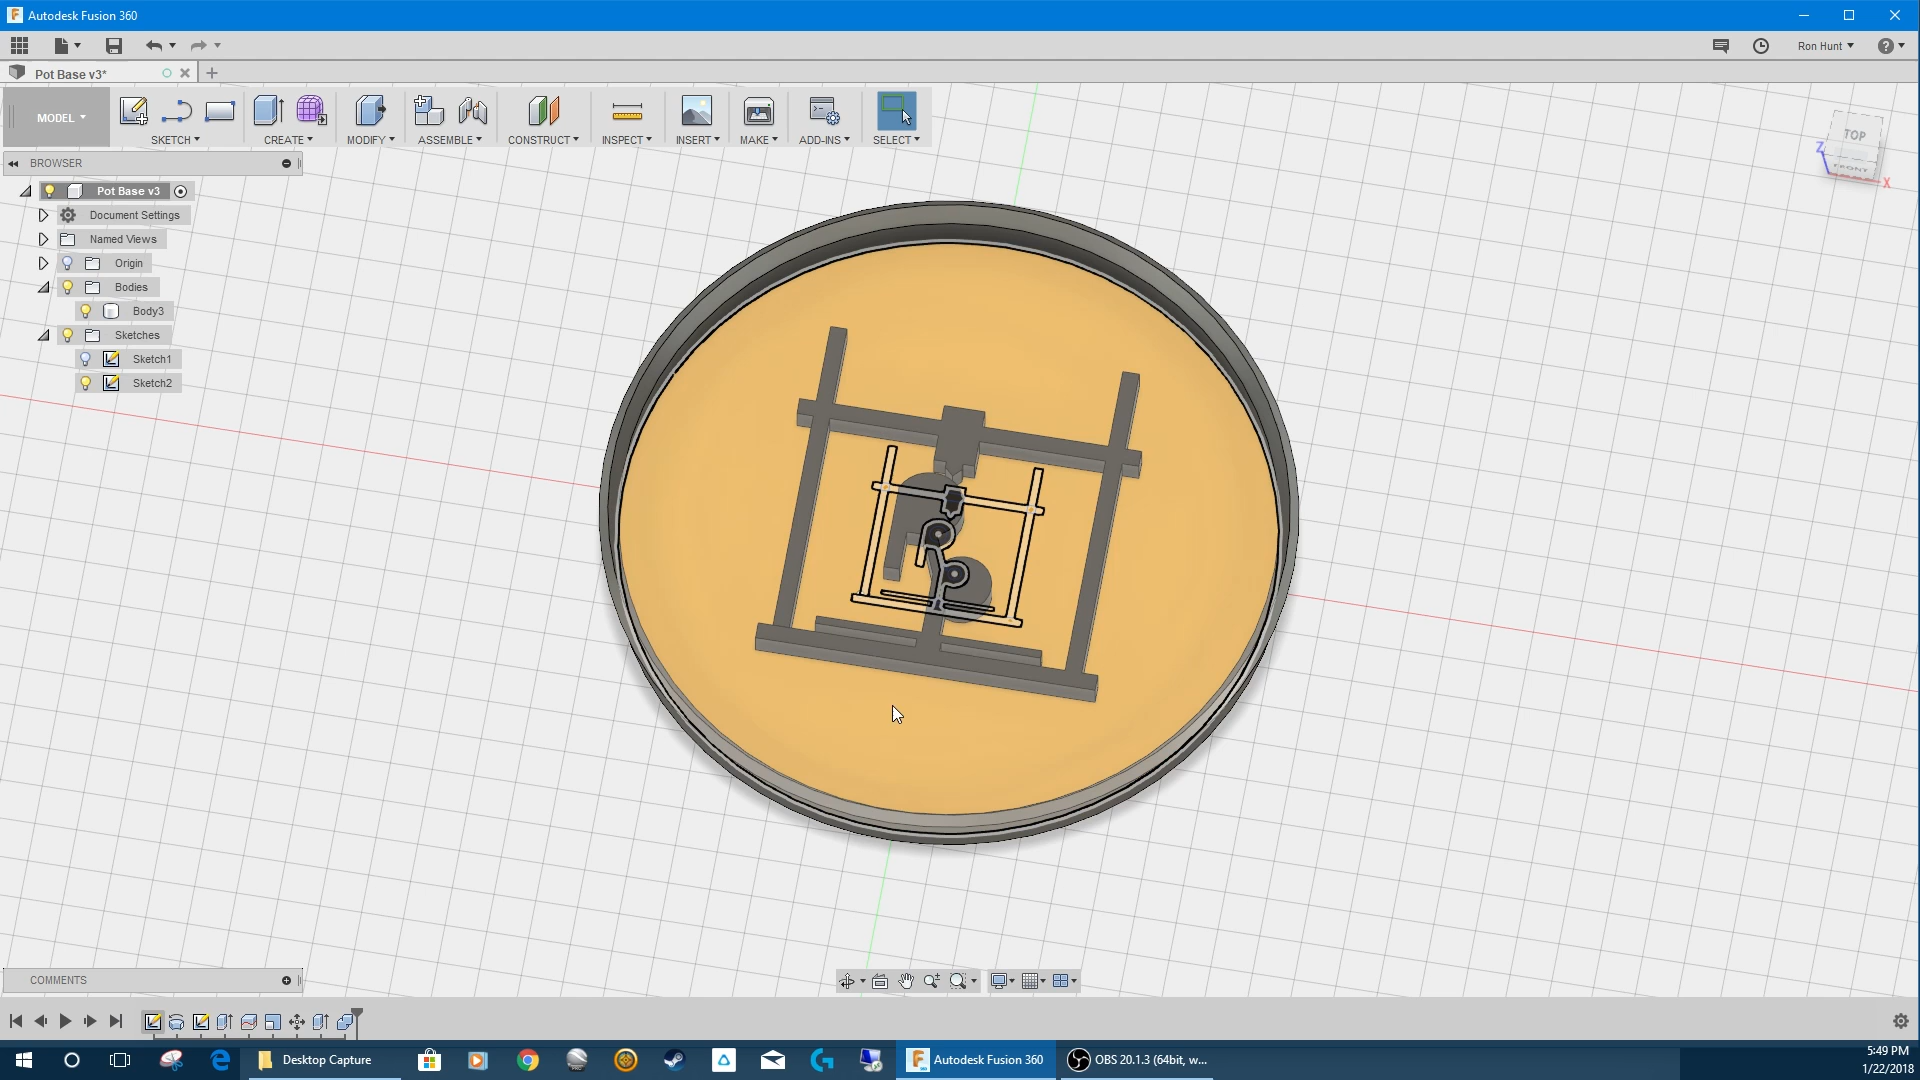 Autodesk Fusion 360
Ron Hunt
Pot Base v3*
MODEL
SKETCH
CREATE
MODIFY
ASSEMBLE
CONSTRUCT
INSPECT
INSERT
MAKE
ADD-INS
SELECT
TOP
FRONT
Z
X
BROWSER
Pot Base v3
Document Settings
Named Views
Origin
Bodies
Body3
Sketches
Sketch1
Sketch2
COMMENTS
Desktop Capture
Autodesk Fusion 360
OBS 20.1.3 (64bit, w...
5:49 PM
1/22/2018